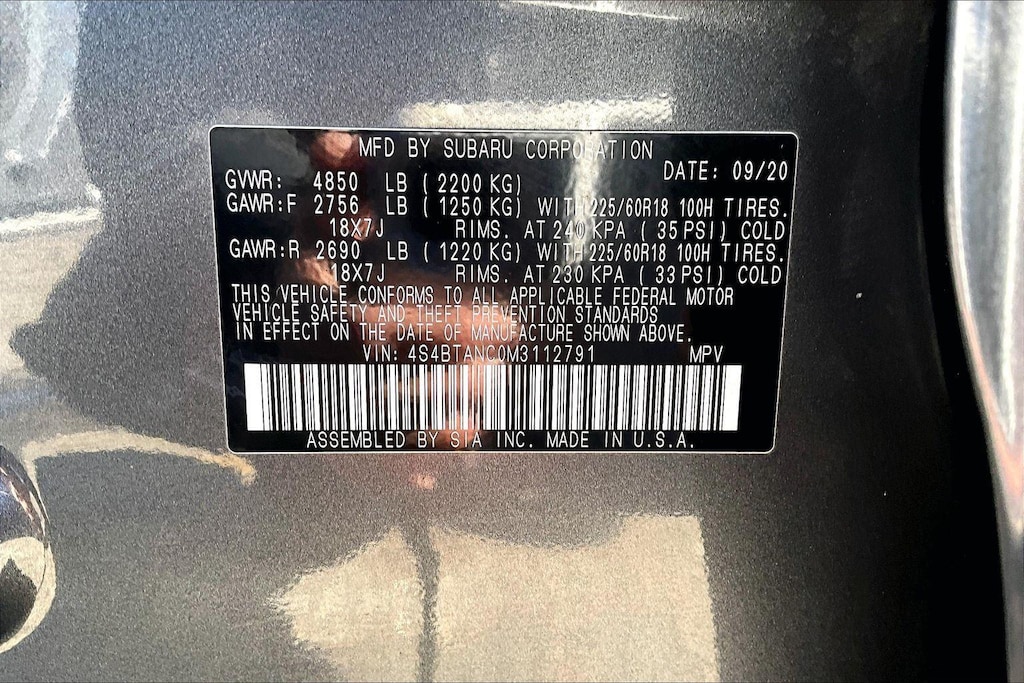 MFD BY SUBARU CORPORATION
DATE: 09/20
GVWR: 4850 LB (2200 KG)
GAWR:F 2756 LB (1250 KG) WITH 225/60R18 100H TIRES.
18X7J RIMS. AT 240 KPA (35 PSI) COLD
GAWR:R 2690 LB (1220 KG) WITH 225/60R18 100H TIRES.
18X7J RIMS. AT 230 KPA (33 PSI) COLD
THIS VEHICLE CONFORMS TO ALL APPLICABLE FEDERAL MOTOR
VEHICLE SAFETY AND THEFT PREVENTION STANDARDS
IN EFFECT ON THE DATE OF MANUFACTURE SHOWN ABOVE.
VIN: 4S4BTANC0M3112791 MPV
ASSEMBLED BY SIA INC. MADE IN U.S.A.